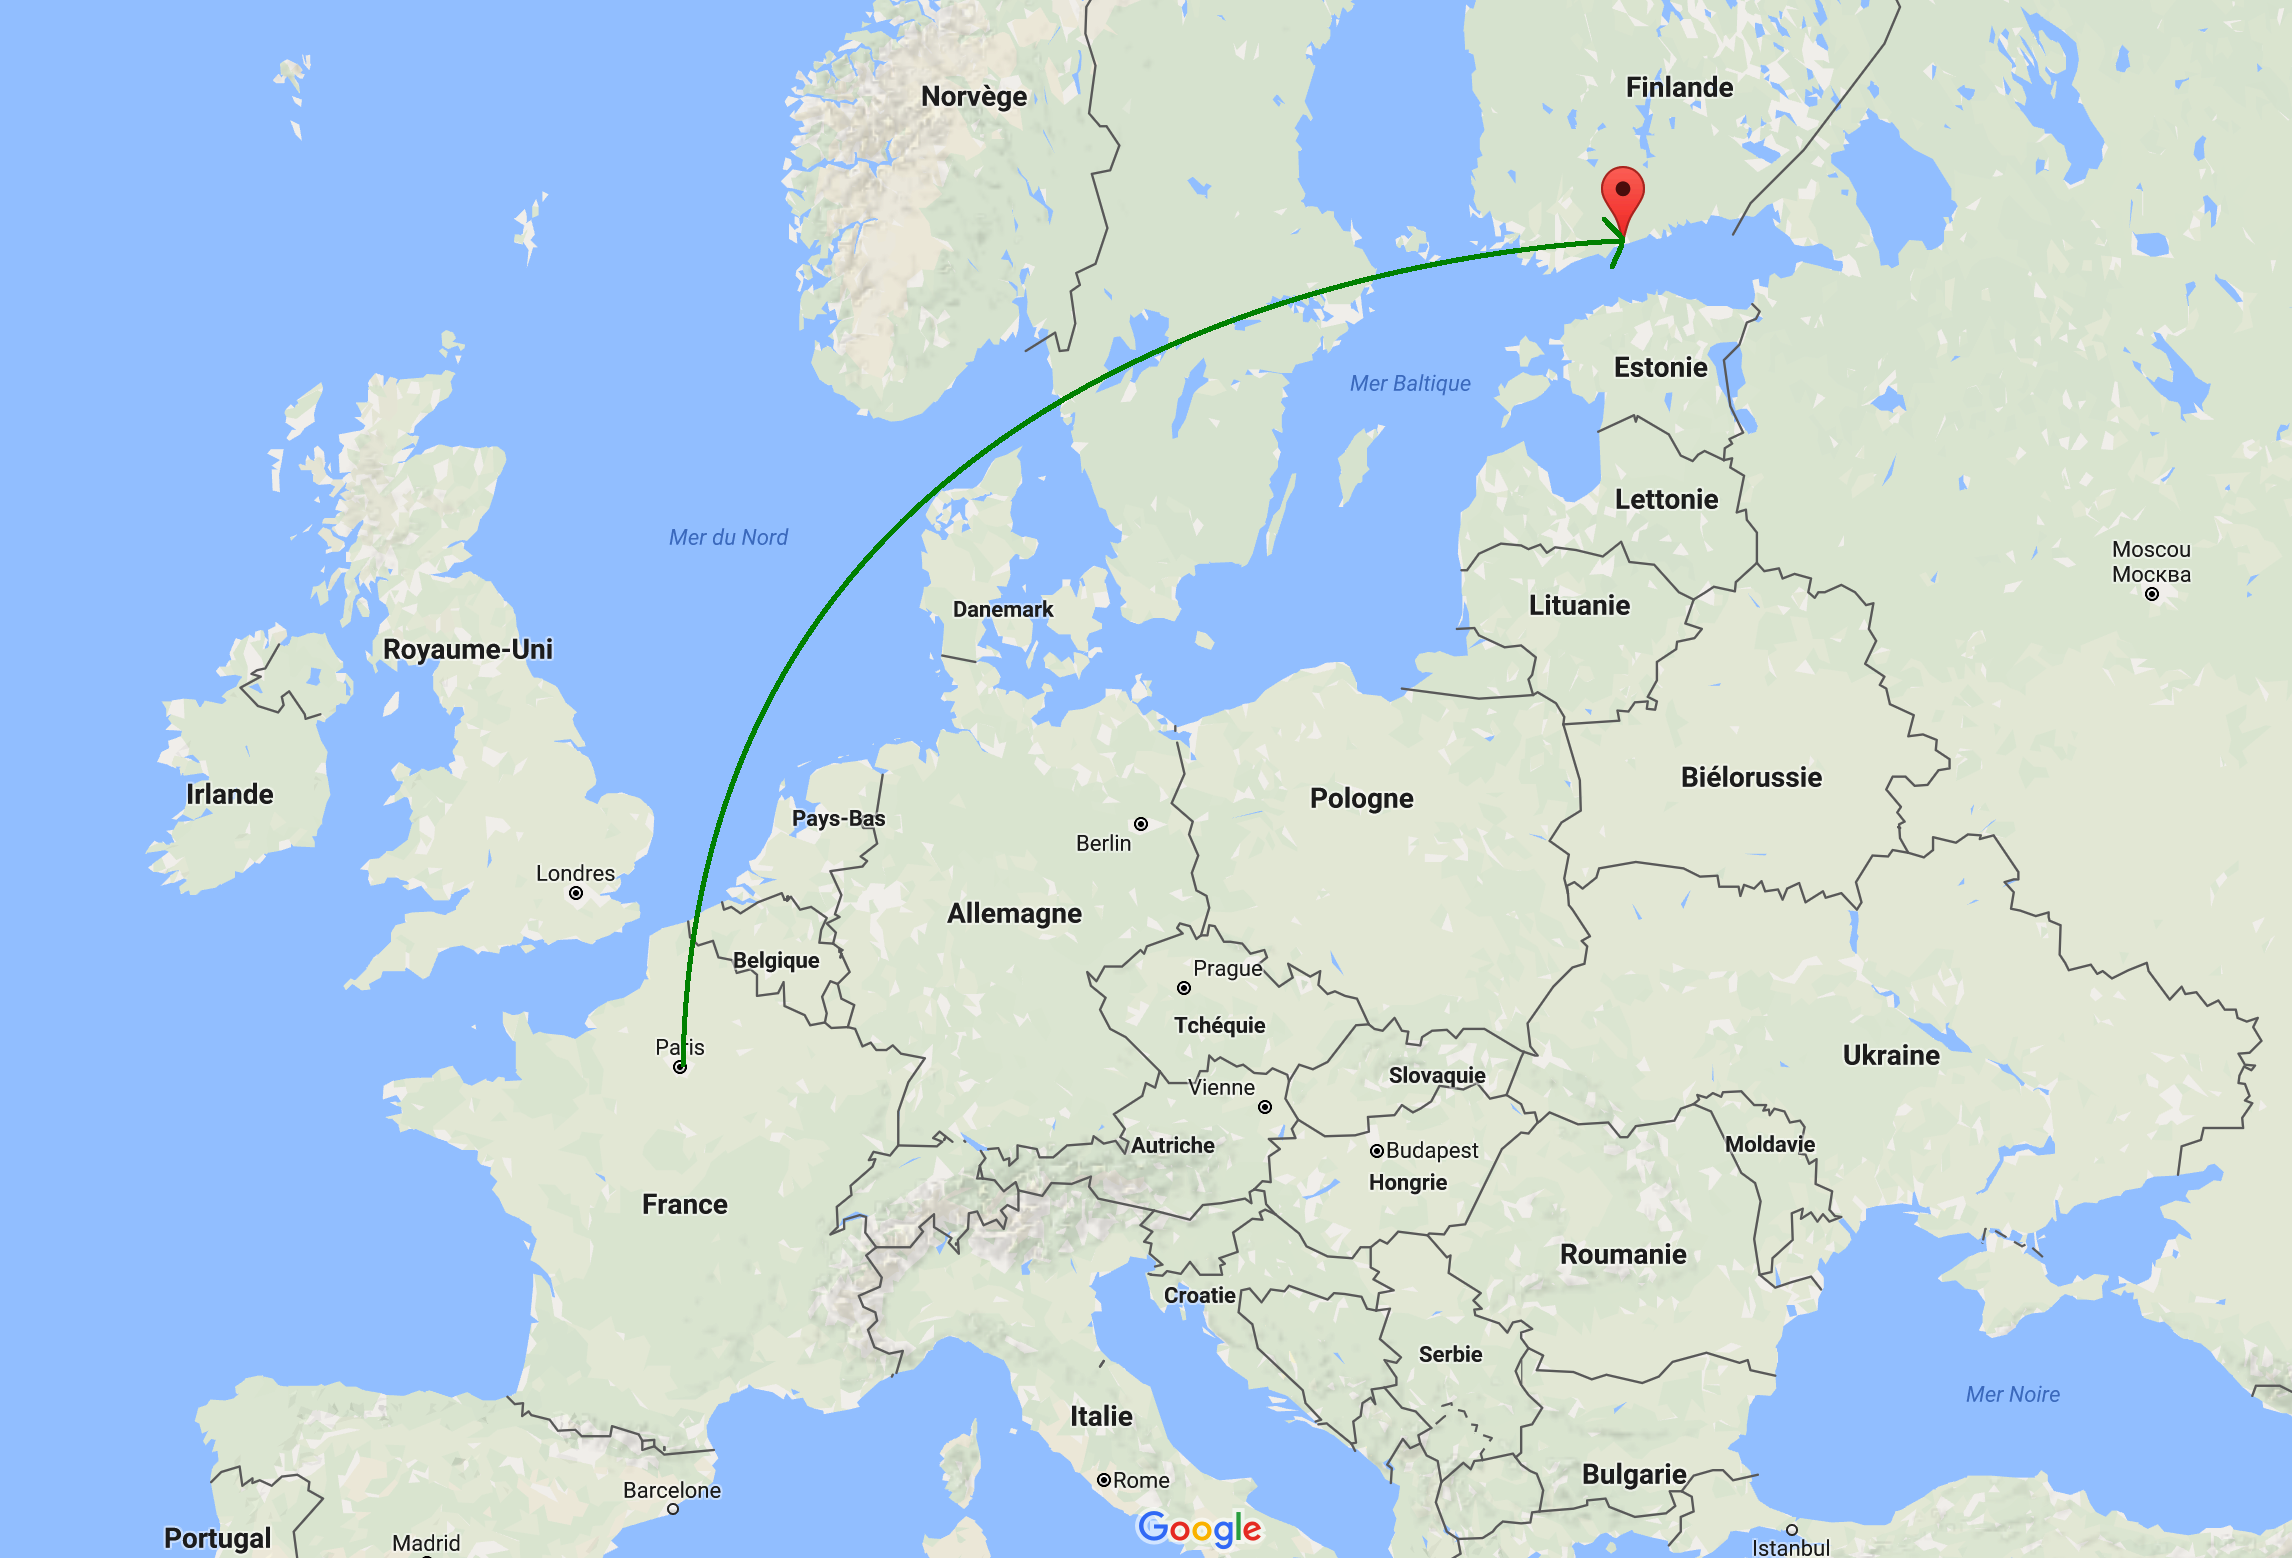 Finlande
Norvège
Estonie
Mer Baltique
Lettonie
Mer du Nord
Moscou
Москва
Danemark
Lituanie
Royaume-Uni
Biélorussie
Irlande
Pologne
Pays-Bas
Berlin
Londres
Allemagne
Belgique
Prague
Tchéquie
Paris
Ukraine
Slovaquie
Vienne
Autriche
Moldavie
Budapest
Hongrie
France
Roumanie
Croatie
Serbie
Mer Noire
Italie
Bulgarie
Rome
Barcelone
Google
Portugal
Madrid
Istanbul